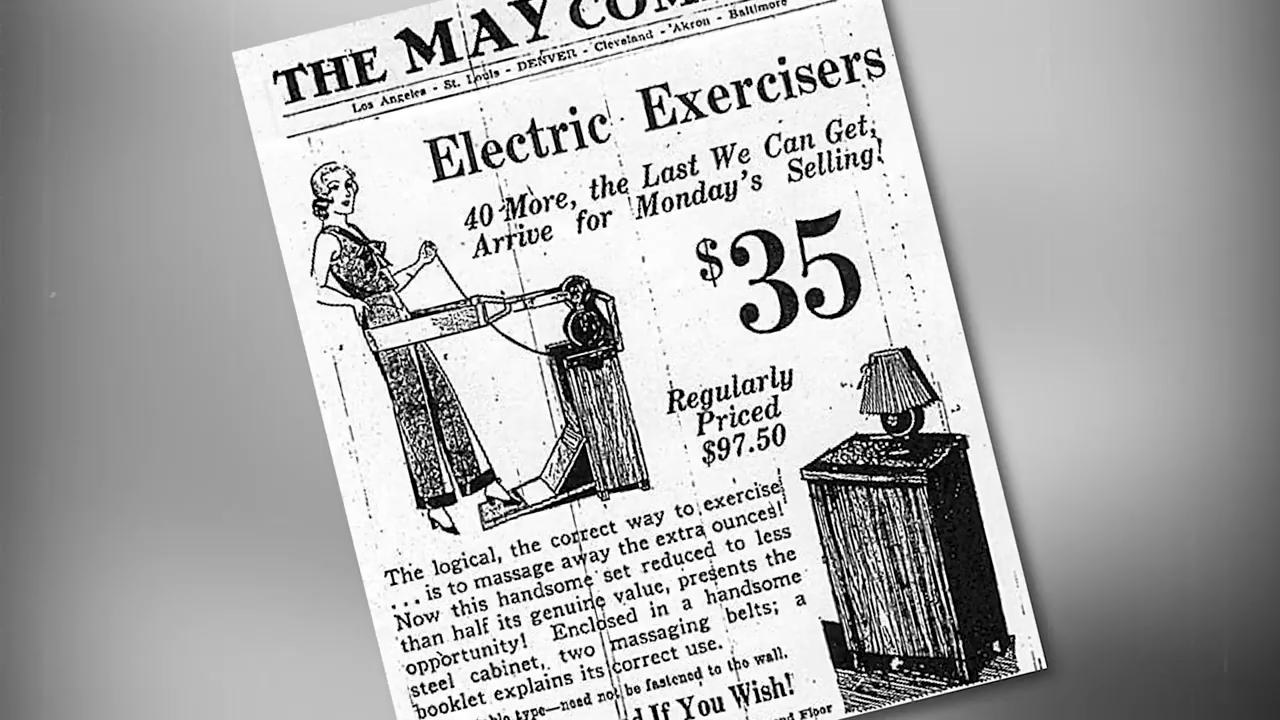 THE MAY COM
Los Angeles - St. Louis - DENVER - Cleveland - Akron - Baltimore
Electric Exercisers
40 More, the Last We Can Get,
Arrive for Monday's Selling!
$35
Regularly
Priced
$97.50
The logical, the correct way to exercise
... is to massage away the extra ounces!
Now this handsome set reduced to less
than half its genuine value, presents the
opportunity! Enclosed in a handsome
steel cabinet, two massaging belts; a
booklet explains its correct use.
type—need not be fastened to the wall.
If You Wish!
Floor